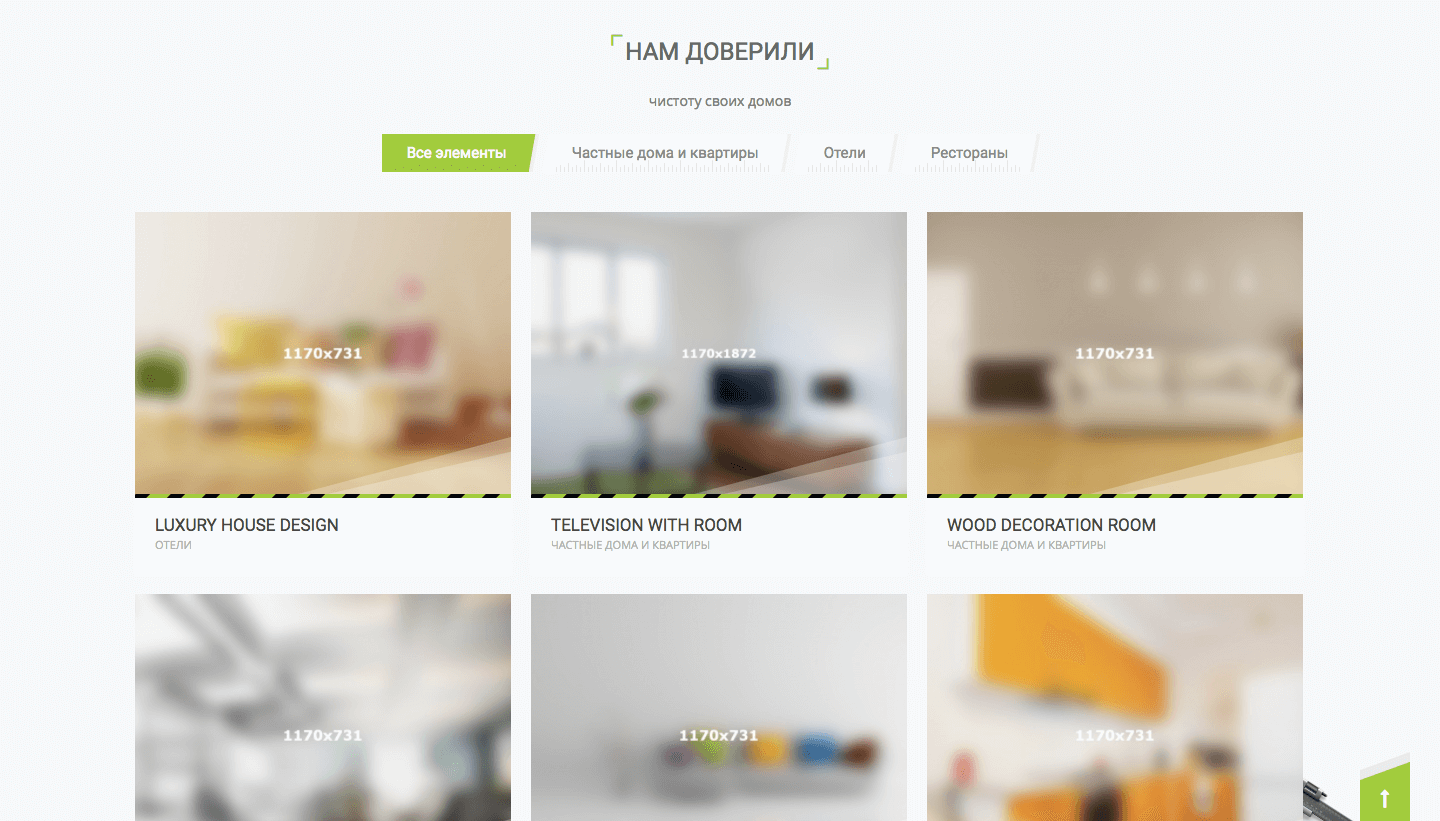 НАМ ДОВЕРИЛИ
чистоту своих домов
Все элементы Частные дома и квартиры Отели Рестораны
1170x731 1170x1872 1170x731
LUXURY HOUSE DESIGN TELEVISION WITH ROOM WOOD DECORATION ROOM
ОТЕЛИ ЧАСТНЫЕ ДОМА И КВАРТИРЫ ЧАСТНЫЕ ДОМА И КВАРТИРЫ
1170x731 1170x731 1170x731